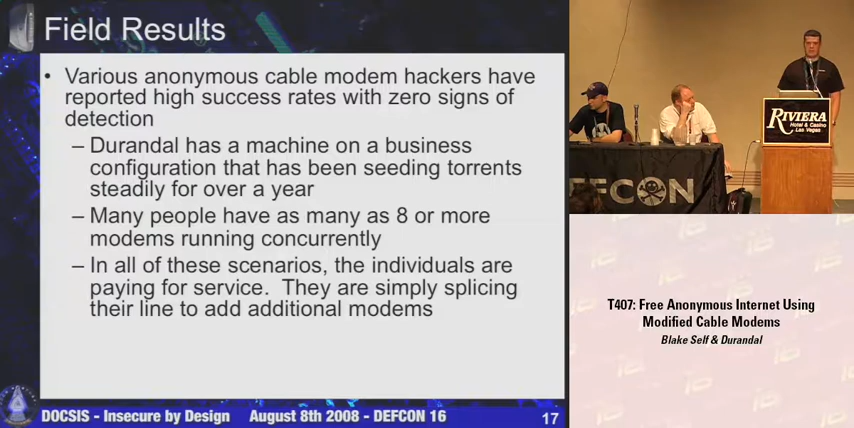 Field Results
• Various anonymous cable modem hackers have
reported high success rates with zero signs of
detection
– Durandal has a machine on a business
configuration that has been seeding torrents
steadily for over a year
– Many people have as many as 8 or more
modems running concurrently
– In all of these scenarios, the individuals are
paying for service.  They are simply splicing
their line to add additional modems
DOCSIS - Insecure by Design August 8th 2008 - DEFCON 16 17
RIVIERA
Hotel & Casino
Las Vegas
DEFCON
T407: Free Anonymous Internet Using
Modified Cable Modems
Blake Self & Durandal